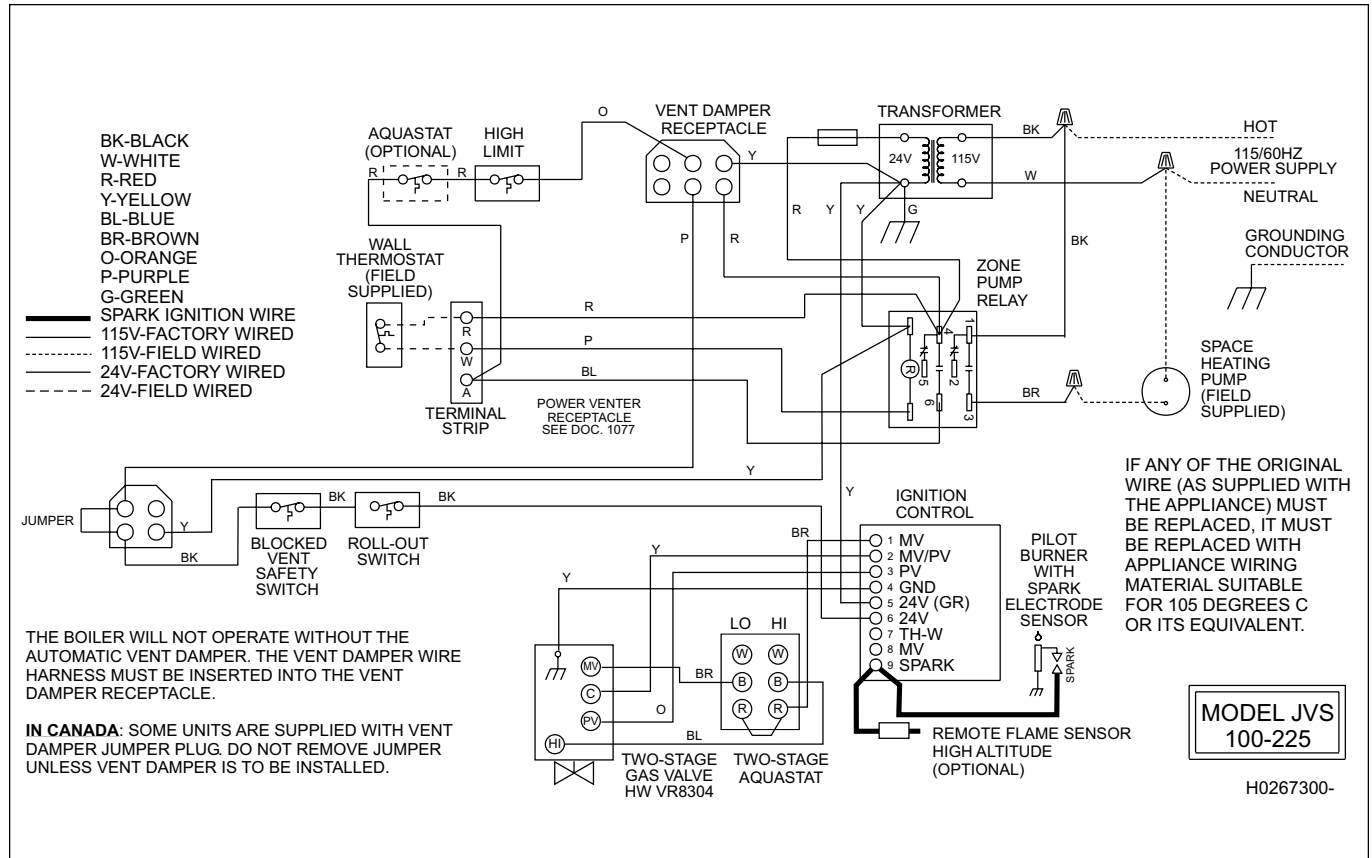 BK-BLACK
W-WHITE
R-RED
Y-YELLOW
BL-BLUE
BR-BROWN
O-ORANGE
P-PURPLE
G-GREEN
SPARK IGNITION WIRE
115V-FACTORY WIRED
115V-FIELD WIRED
24V-FACTORY WIRED
24V-FIELD WIRED
AQUASTAT
(OPTIONAL)
HIGH
LIMIT
O
R
R
VENT DAMPER
RECEPTACLE
Y
P
R
TRANSFORMER
24V
115V
BK
W
R
Y
Y
G
BK
HOT
115/60HZ
POWER SUPPLY
NEUTRAL
GROUNDING
CONDUCTOR
WALL
THERMOSTAT
(FIELD
SUPPLIED)
R
W
A
TERMINAL
STRIP
R
P
BL
POWER VENTER
RECEPTACLE
SEE DOC. 1077
ZONE
PUMP
RELAY
R
4
5
6
1
2
3
BR
SPACE
HEATING
PUMP
(FIELD
SUPPLIED)
JUMPER
Y
BK
BK
BK
Y
BLOCKED
VENT
SAFETY
SWITCH
ROLL-OUT
SWITCH
Y
IGNITION
CONTROL
1 MV
2 MV/PV
3 PV
4 GND
5 24V (GR)
6 24V
7 TH-W
8 MV
9 SPARK
BR
Y
Y
O
BR
BL
MV
C
PV
HI
TWO-STAGE
GAS VALVE
HW VR8304
LO HI
W W
B B
R R
TWO-STAGE
AQUASTAT
PILOT
BURNER
WITH
SPARK
ELECTRODE
SENSOR
SPARK
REMOTE FLAME SENSOR
HIGH ALTITUDE
(OPTIONAL)
IF ANY OF THE ORIGINAL
WIRE (AS SUPPLIED WITH
THE APPLIANCE) MUST
BE REPLACED, IT MUST
BE REPLACED WITH
APPLIANCE WIRING
MATERIAL SUITABLE
FOR 105 DEGREES C
OR ITS EQUIVALENT.
THE BOILER WILL NOT OPERATE WITHOUT THE
AUTOMATIC VENT DAMPER. THE VENT DAMPER WIRE
HARNESS MUST BE INSERTED INTO THE VENT
DAMPER RECEPTACLE.
IN CANADA: SOME UNITS ARE SUPPLIED WITH VENT
DAMPER JUMPER PLUG. DO NOT REMOVE JUMPER
UNLESS VENT DAMPER IS TO BE INSTALLED.
MODEL JVS
100-225
H0267300-